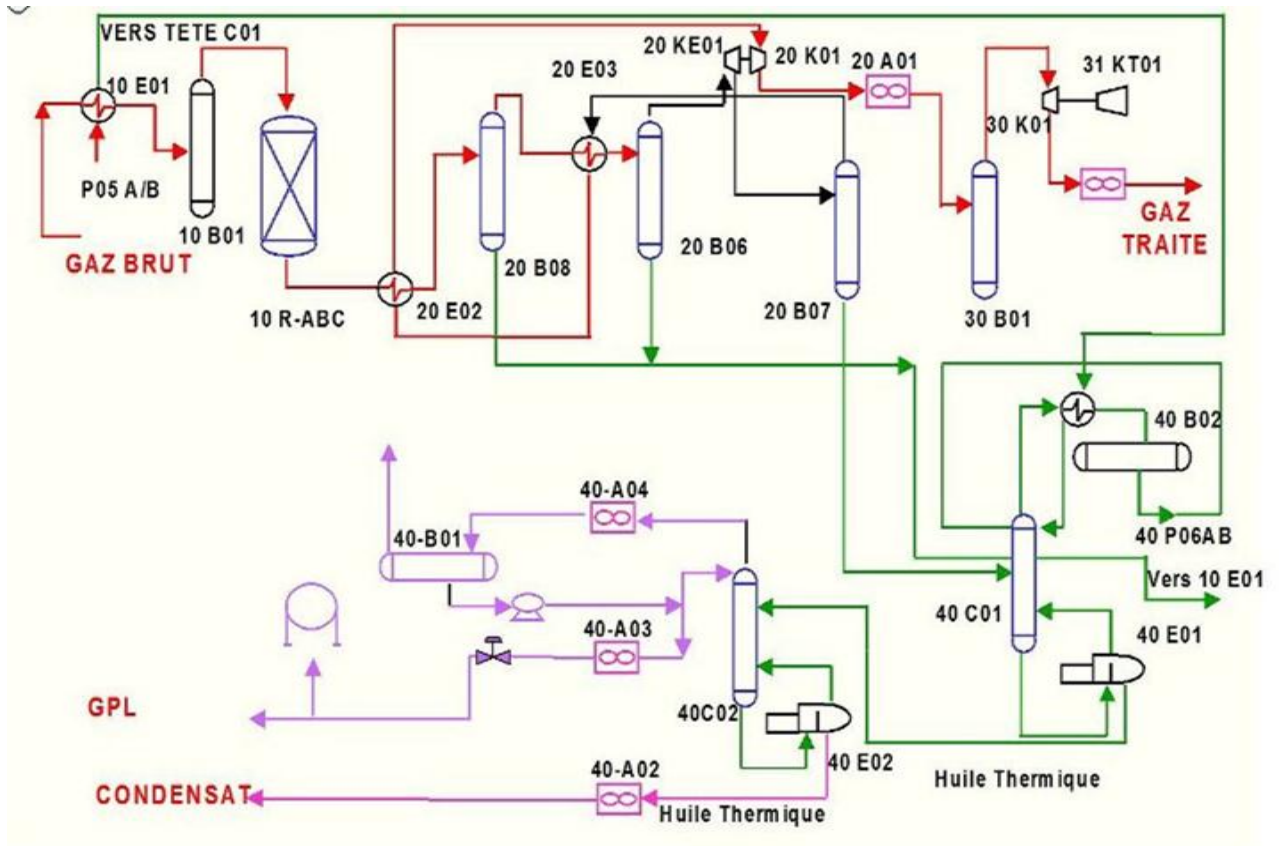 VERS TETE C01
10 E01
P05 A/B
10 B01
GAZ BRUT
10 R-ABC
20 E02
20 B08
20 E03
20 B06
20 KE01
20 K01
20 A01
20 B07
30 B01
30 K01
31 KT01
GAZ
TRAITE
40 B02
40 P06AB
Vers 10 E01
40 C01
40 E01
Huile Thermique
40-A04
40-B01
40-A03
40C02
40 E02
GPL
40-A02
CONDENSAT
Huile Thermique